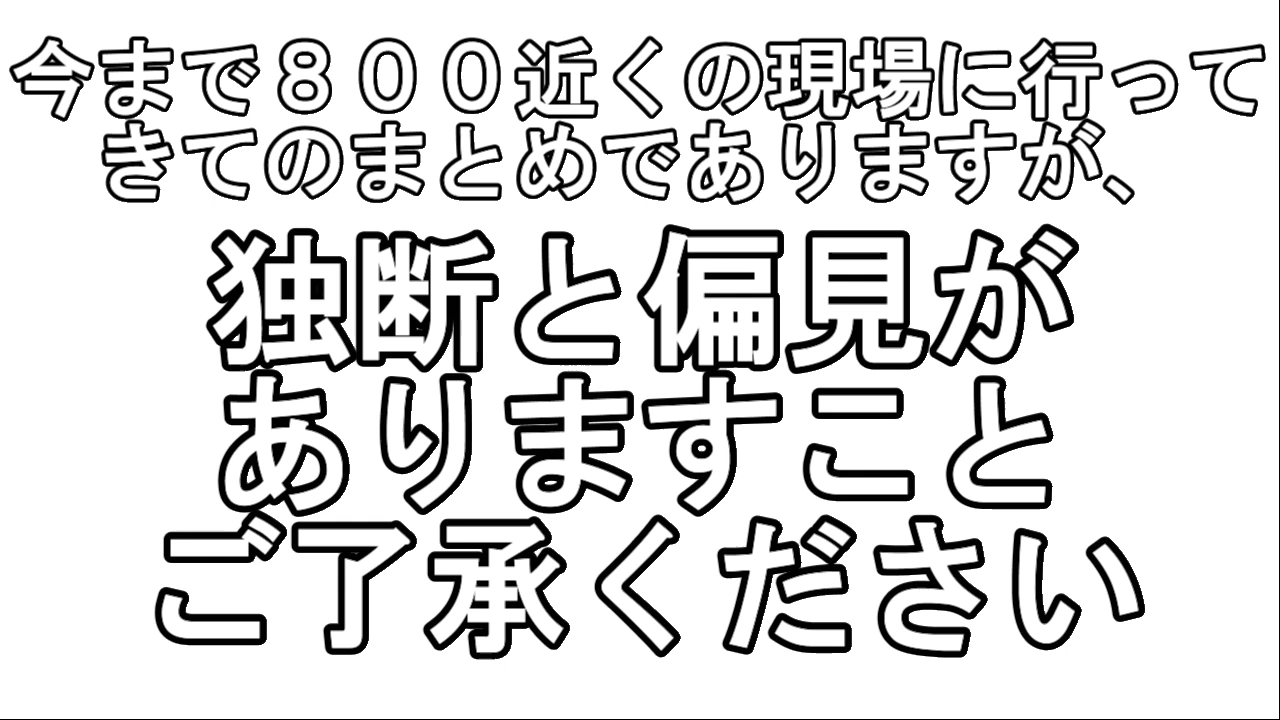 今まで８００近くの現場に行って
きてのまとめでありますが、
独断と偏見が
ありますこと
ご了承ください